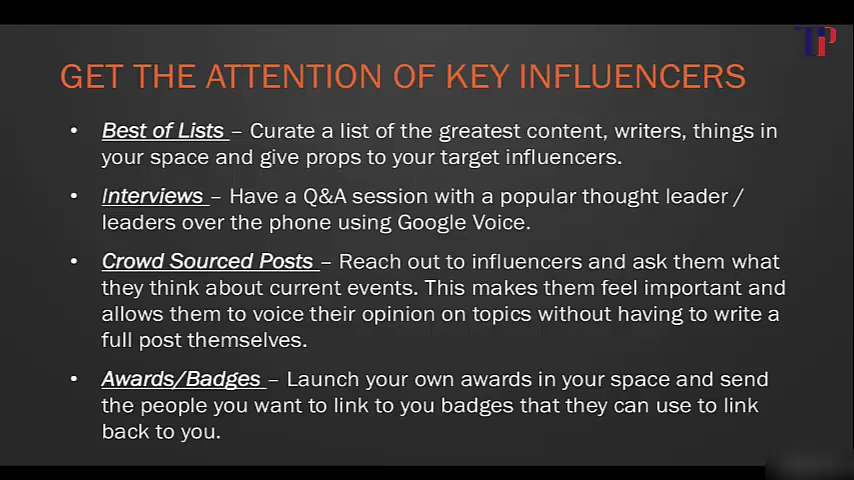 TIP
GET THE ATTENTION OF KEY INFLUENCERS
• Best of Lists – Curate a list of the greatest content, writers, things in
your space and give props to your target influencers.
• Interviews – Have a Q&A session with a popular thought leader /
leaders over the phone using Google Voice.
• Crowd Sourced Posts – Reach out to influencers and ask them what
they think about current events. This makes them feel important and
allows them to voice their opinion on topics without having to write a
full post themselves.
• Awards/Badges – Launch your own awards in your space and send
the people you want to link to you badges that they can use to link
back to you.